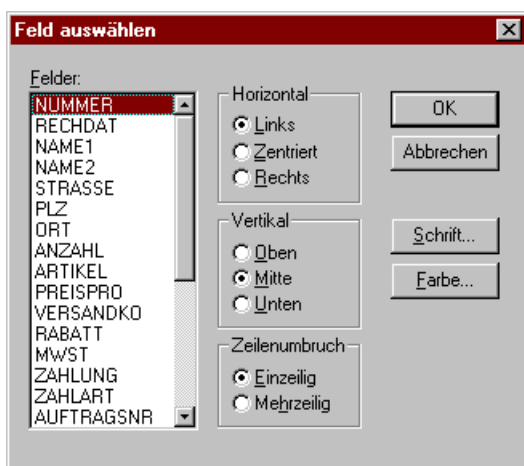 Feld auswählen
Felder:
NUMMER
RECHDAT
NAME1
NAME2
STRASSE
PLZ
ORT
ANZAHL
ARTIKEL
PREISPRO
VERSANDKO
RABATT
MWST
ZAHLUNG
ZAHLART
AUFTRAGSNR
Horizontal
Links
Zentriert
Rechts
Vertikal
Oben
Mitte
Unten
Zeilenumbruch
Einzeilig
Mehrzeilig
OK
Abbrechen
Schrift...
Farbe...